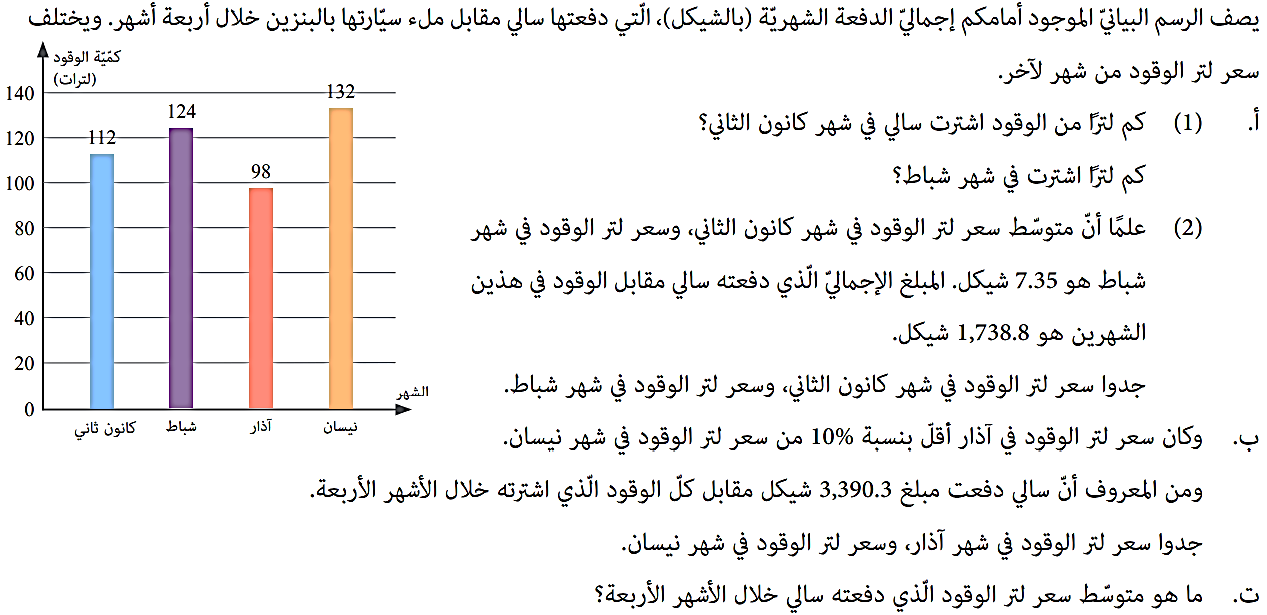 يصف الرسم البيانيّ الموجود أمامكم إجماليّ الدفعة الشهريّة (بالشيكل)، الّتي دفعتها سالي مقابل ملء سيّارتها بالبنزين خلال أربعة أشهر. ويختلف
سعر لتر الوقود من شهر لآخر.
أ. (1) كم لترًا من الوقود اشترت سالي في شهر كانون الثاني؟
كم لترًا اشترت في شهر شباط؟
(2) علمًا أنّ متوسّط سعر لتر الوقود في شهر كانون الثاني، وسعر لتر الوقود في شهر
شباط هو 7.35 شيكل. المبلغ الإجماليّ الّذي دفعته سالي مقابل الوقود في هذين
الشهرين هو 1,738.8 شيكل.
جدوا سعر لتر الوقود في شهر كانون الثاني، وسعر لتر الوقود في شهر شباط.
ب. وكان سعر لتر الوقود في آذار أقلّ بنسبة 10% من سعر لتر الوقود في شهر نيسان.
ومن المعروف أنّ سالي دفعت مبلغ 3,390.3 شيكل مقابل كلّ الوقود الّذي اشترته خلال الأشهر الأربعة.
جدوا سعر لتر الوقود في شهر آذار، وسعر لتر الوقود في شهر نيسان.
ت. ما هو متوسّط سعر لتر الوقود الّذي دفعته سالي خلال الأشهر الأربعة؟
كمّيّة الوقود
(لترات)
140
120
100
80
60
40
20
0
112
124
98
132
الشهر
كانون ثاني
شباط
آذار
نيسان